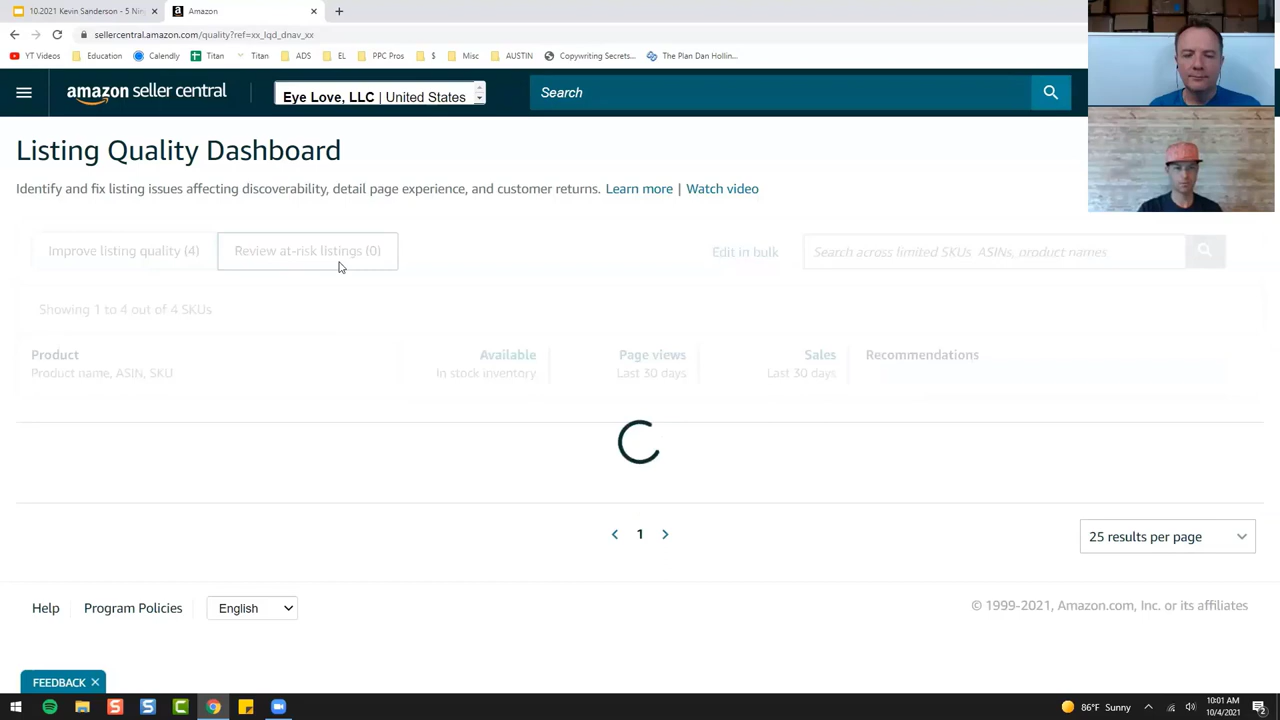 10.2021 Kevin Sanderson - 5 Nin
Amazon
sellercentral.amazon.com/quality?ref=xx_lqd_dnav_xx
YT Videos
Education
Calendly
Titan
Titan
ADS
EL
PPC Pros
$
Misc
AUSTIN
Copywriting Secrets...
The Plan Dan Hollin...
amazon seller central
Eye Love, LLC | United States
Search
Listing Quality Dashboard
Identify and fix listing issues affecting discoverability, detail page experience, and customer returns. Learn more | Watch video
Improve listing quality (4)
Review at-risk listings (0)
Edit in bulk
Search across limited SKUs ASINs, product names
Showing 1 to 4 out of 4 SKUs
Product
Product name, ASIN, SKU
Available
In stock inventory
Page views
Last 30 days
Sales
Last 30 days
Recommendations
1
25 results per page
Help
Program Policies
English
© 1999-2021, Amazon.com, Inc. or its affiliates
FEEDBACK
86°F Sunny
10:01 AM
10/4/2021
2